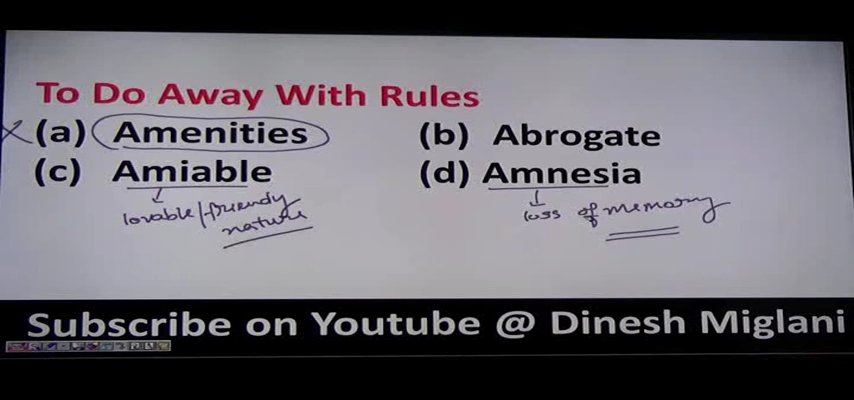 To Do Away With Rules
(a) Amenities (b) Abrogate
(c) Amiable (d) Amnesia
lovable/friendly
nature
loss of memory
Subscribe on Youtube @ Dinesh Miglani